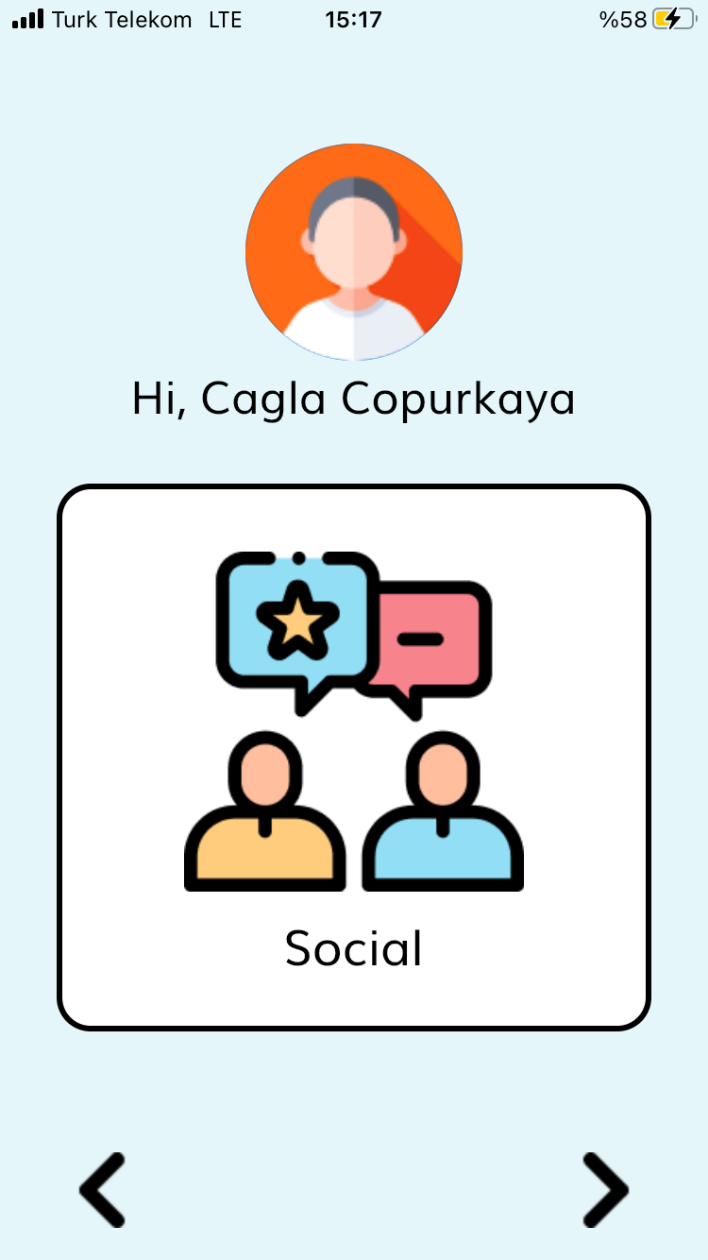 Turk Telekom LTE 15:17 %58
Hi, Cagla Copurkaya
Social